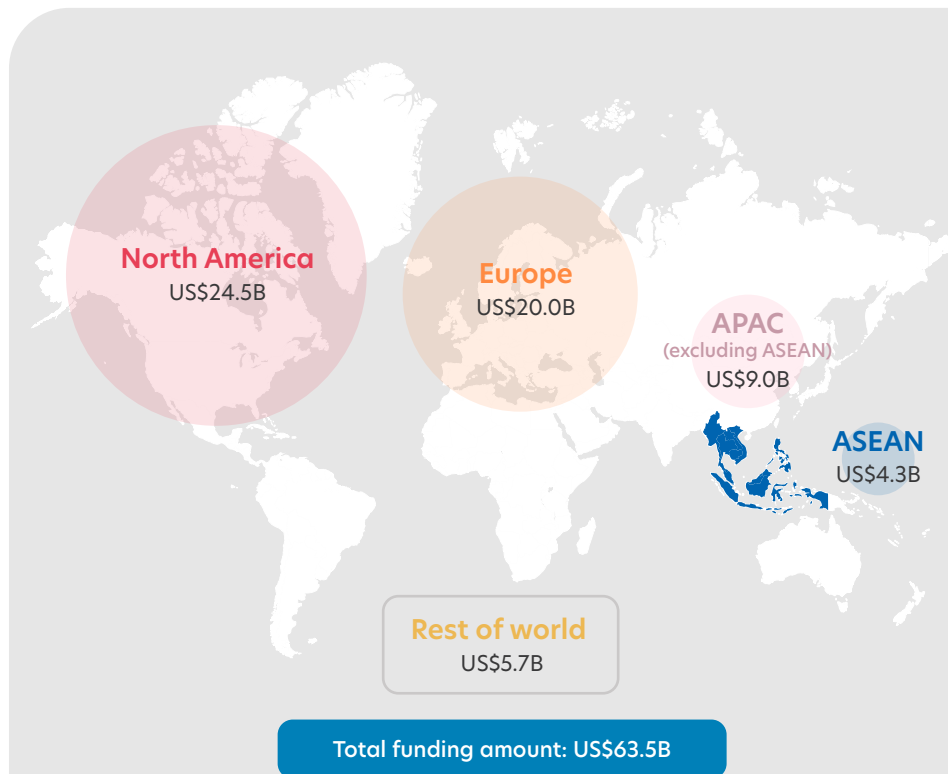 North America
US$24.5B
Europe
US$20.0B
APAC
(excluding ASEAN)
US$9.0B
ASEAN
US$4.3B
Rest of world
US$5.7B
Total funding amount: US$63.5B